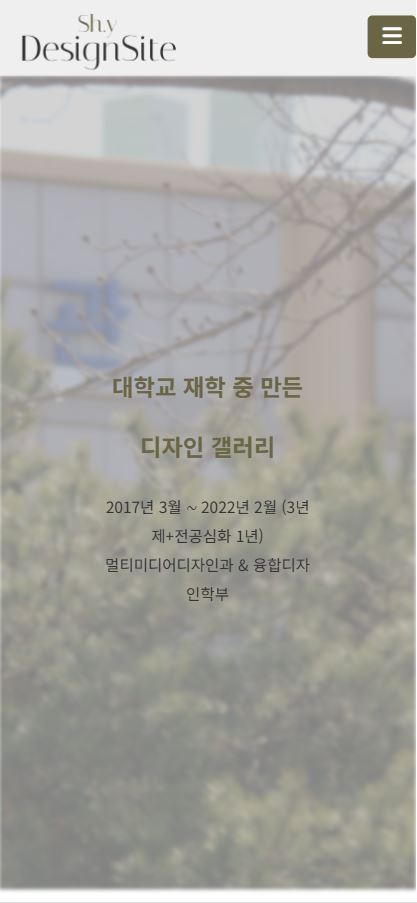 Sh.y
DesignSite
관
대학교 재학 중 만든
디자인 갤러리
2017년 3월 ~ 2022년 2월 (3년
제+전공심화 1년)
멀티미디어디자인과 & 융합디자
인학부